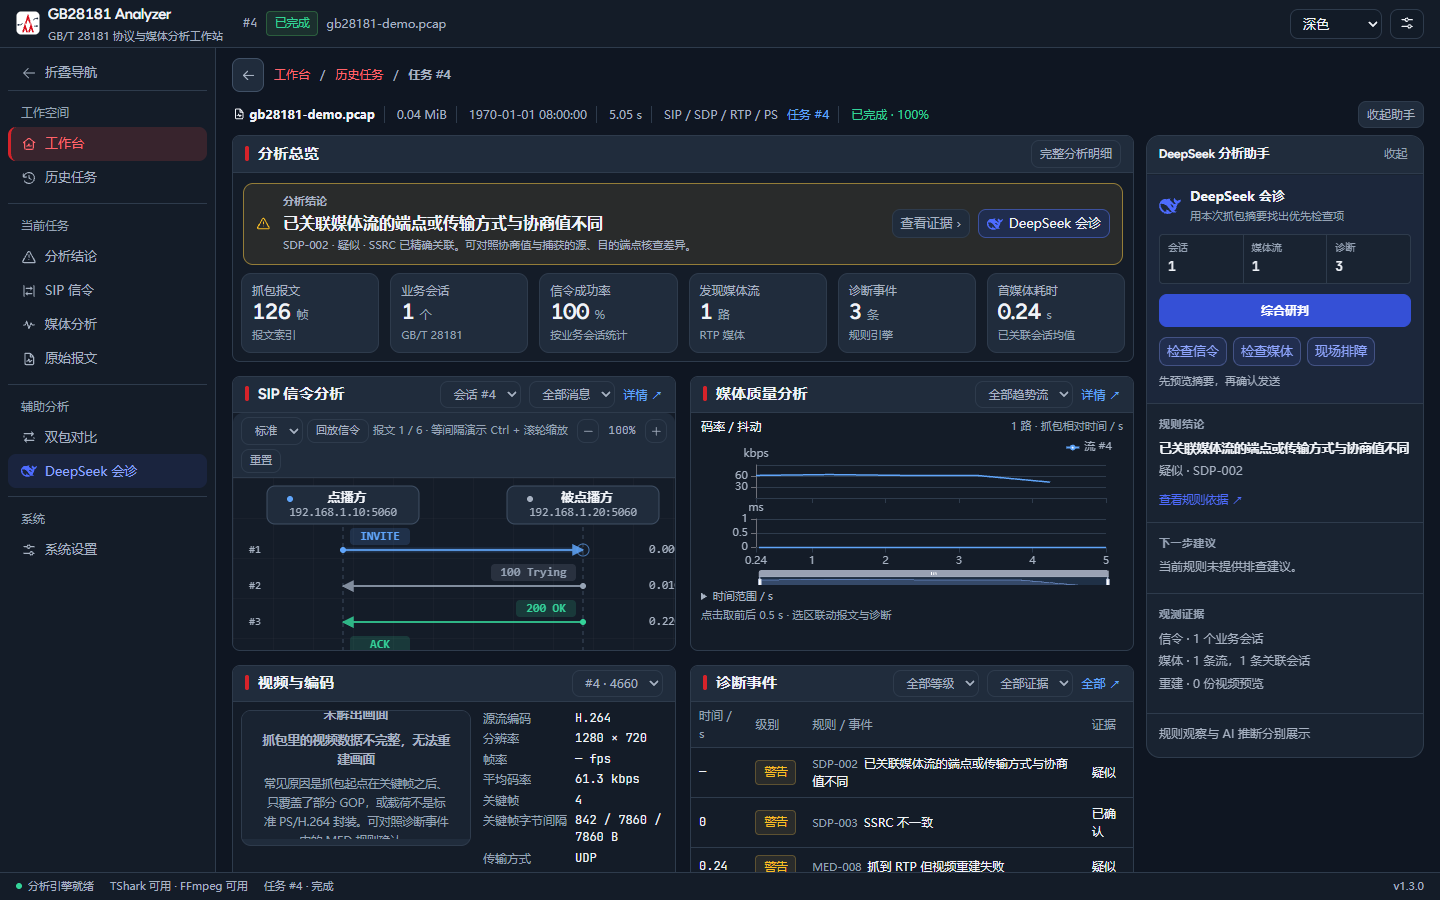 GB28181 Analyzer
GB/T 28181 协议与媒体分析工作站
#4 已完成 gb28181-demo.pcap
深色
折叠导航
工作空间
工作台
历史任务
当前任务
分析结论
SIP 信令
媒体分析
原始报文
辅助分析
双包对比
DeepSeek 会诊
系统
系统设置
工作台 / 历史任务 / 任务 #4
gb28181-demo.pcap 0.04 MiB 1970-01-01 08:00:00 5.05 s SIP / SDP / RTP / PS 任务 #4 已完成 · 100%
收起助手
分析总览
完整分析明细
分析结论
已关联媒体流的端点或传输方式与协商值不同
SDP-002 · 疑似 · SSRC 已精确关联。可对照协商值与捕获的源、目的端点核查差异。
查看证据 ›
DeepSeek 会诊
抓包报文
126 帧
报文索引
业务会话
1 个
GB/T 28181
信令成功率
100 %
按业务会话统计
发现媒体流
1 路
RTP 媒体
诊断事件
3 条
规则引擎
首媒体耗时
0.24 s
已关联会话均值
SIP 信令分析
会话 #4
全部消息
详情 ↗
标准
回放信令
报文 1 / 6 · 等间隔演示 Ctrl + 滚轮缩放
− 100% +
重置
点播方
192.168.1.10:5060
被点播方
192.168.1.20:5060
INVITE
#1 0.00
100 Trying
#2 0.01
200 OK
#3 0.22
ACK
媒体质量分析
全部趋势流
详情 ↗
码率 / 抖动
1 路 · 抓包相对时间 / s
流 #4
kbps
60
30
ms
1
0.5
0
0.24 1 2 3 4 5
▶ 时间范围 / s
点击取前后 0.5 s · 选区联动报文与诊断
视频与编码
#4 · 4660
未解出画面
抓包里的视频数据不完整，无法重
建画面
常见原因是抓包起点在关键帧之后、
只覆盖了部分 GOP，或载荷不是标
准 PS/H.264 封装。可对照诊断事件
中的 MED 规则确认
源流编码 H.264
分辨率 1280 × 720
帧率 — fps
平均码率 61.3 kbps
关键帧 4
关键帧字节间隔 842 / 7860 /
7860 B
传输方式 UDP
诊断事件
全部等级
全部证据
全部 ↗
时间 /
s
级别 规则 / 事件 证据
— 警告 SDP-002 已关联媒体流的端点或传输方式与协商
值不同 疑似
0 警告 SDP-003 SSRC 不一致 已确
认
0.24 警告 MED-008 抓到 RTP 但视频重建失败 疑似
DeepSeek 分析助手
收起
DeepSeek 会诊
用本次抓包摘要找出优先检查项
会话
1
媒体流
1
诊断
3
综合研判
检查信令 检查媒体 现场排障
先预览摘要，再确认发送
规则结论
已关联媒体流的端点或传输方式与协商值不同
疑似 · SDP-002
查看规则依据 ↗
下一步建议
当前规则未提供排查建议。
观测证据
信令 · 1 个业务会话
媒体 · 1 条流，1 条关联会话
重建 · 0 份视频预览
规则观察与 AI 推断分别展示
分析引擎就绪 TShark 可用 · FFmpeg 可用 任务 #4 · 完成
v1.3.0